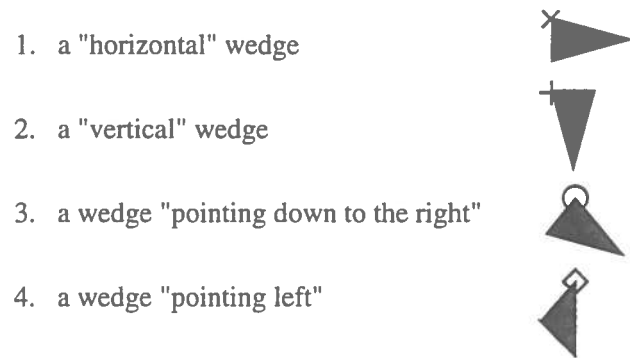 1. a "horizontal" wedge
2. a "vertical" wedge
3. a wedge "pointing down to the right"
4. a wedge "pointing left"